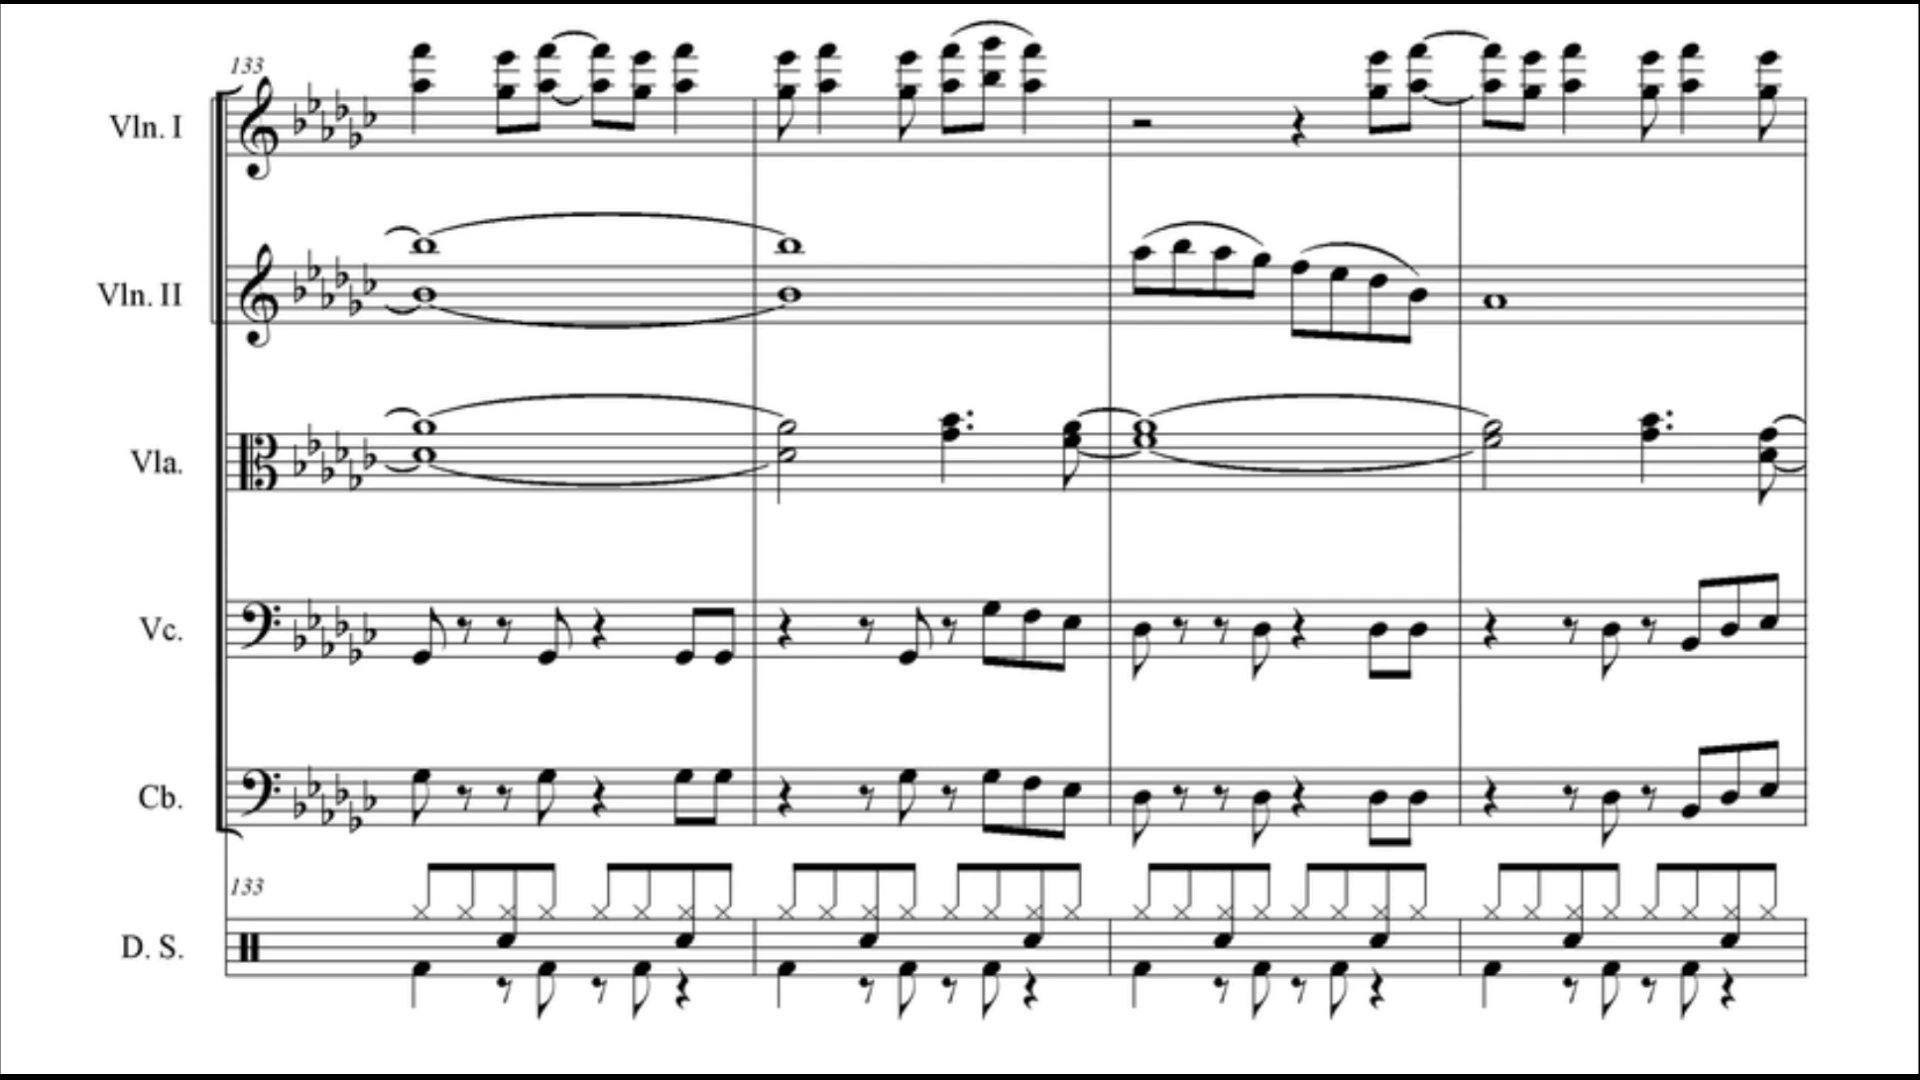 133
Vln. I
Vln. II
Vla.
Vc.
Cb.
133
D. S.